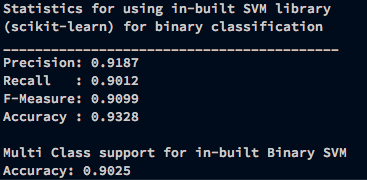 Statistics for using in-built SVM library
(scikit-learn) for binary classification
__________________________________________
Precision: 0.9187
Recall   : 0.9012
F-Measure: 0.9099
Accuracy : 0.9328
Multi Class support for in-built Binary SVM
Accuracy: 0.9025